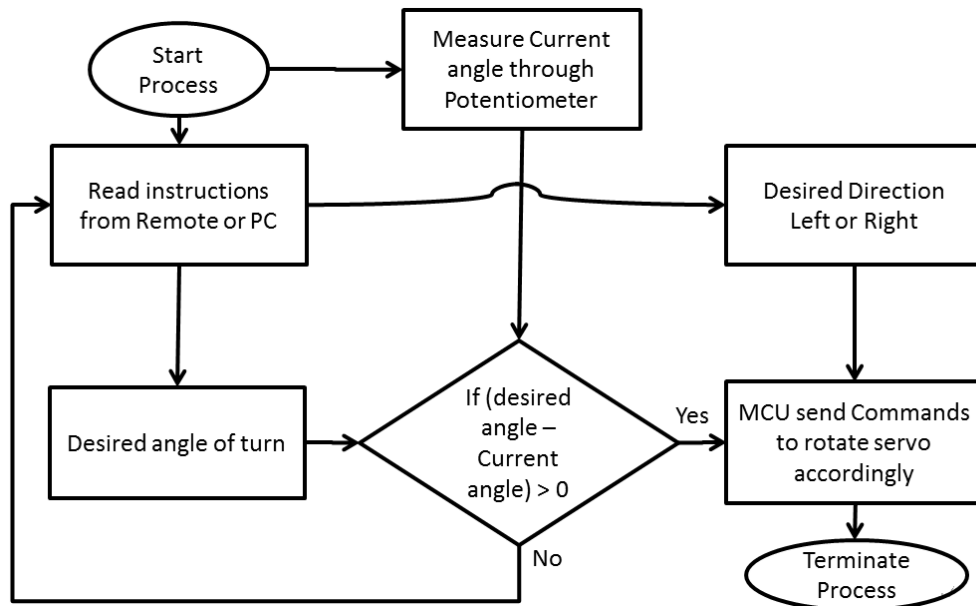 Start
Process
Measure Current
angle through
Potentiometer
Read instructions
from Remote or PC
Desired Direction
Left or Right
Desired angle of turn
If (desired
angle –
Current
angle) > 0
Yes
MCU send Commands
to rotate servo
accordingly
No
Terminate
Process